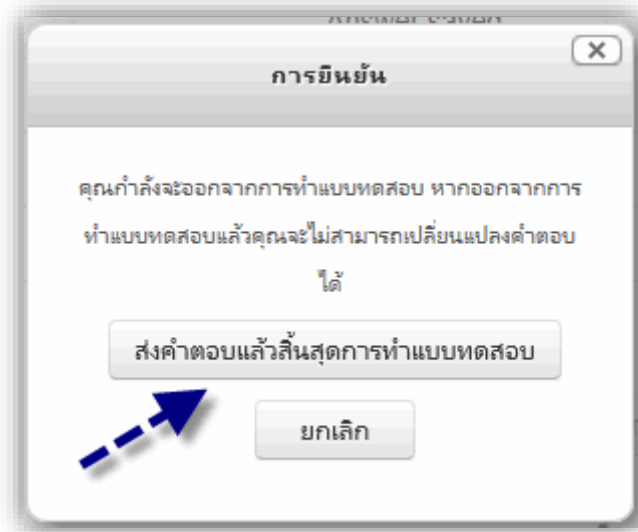 Answer saved
การยืนยัน
คุณกำลังจะออกจากการทำแบบทดสอบ หากออกจากการ
ทำแบบทดสอบแล้วคุณจะไม่สามารถเปลี่ยนแปลงคำตอบ
ได้
ส่งคำตอบแล้วสิ้นสุดการทำแบบทดสอบ
ยกเลิก